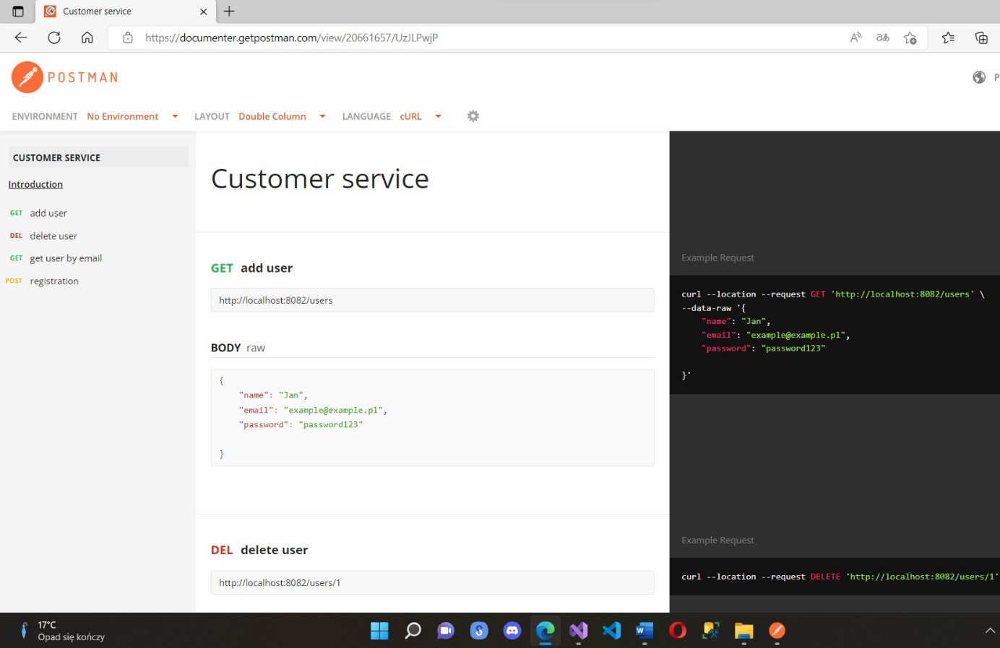 Customer service
https://documenter.getpostman.com/view/20661657/UzJLPwjP
POSTMAN
P
ENVIRONMENT No Environment LAYOUT Double Column LANGUAGE cURL
CUSTOMER SERVICE
Introduction
GET add user
DEL delete user
GET get user by email
POST registration
Customer service
GET add user
http://localhost:8082/users
BODY raw
{
"name": "Jan",
"email": "example@example.pl",
"password": "password123"
}
DEL delete user
http://localhost:8082/users/1
Example Request
curl --location --request GET 'http://localhost:8082/users' \
--data-raw '{
"name": "Jan",
"email": "example@example.pl",
"password": "password123"
}'
Example Request
curl --location --request DELETE 'http://localhost:8082/users/1'
17°C
Opad się kończy